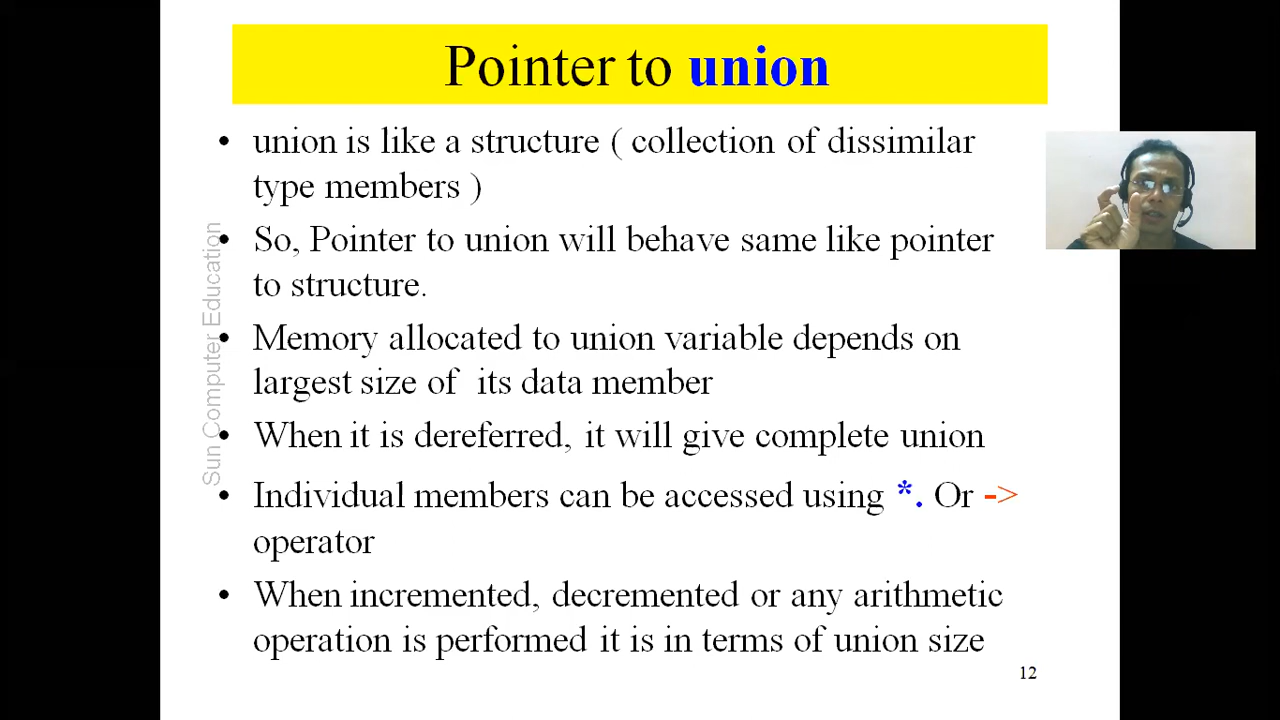 Pointer to union
• union is like a structure ( collection of dissimilar
type members )
• So, Pointer to union will behave same like pointer
to structure.
• Memory allocated to union variable depends on
largest size of its data member
• When it is dereferred, it will give complete union
• Individual members can be accessed using *. Or ->
operator
• When incremented, decremented or any arithmetic
operation is performed it is in terms of union size
Sun Computer Education
12